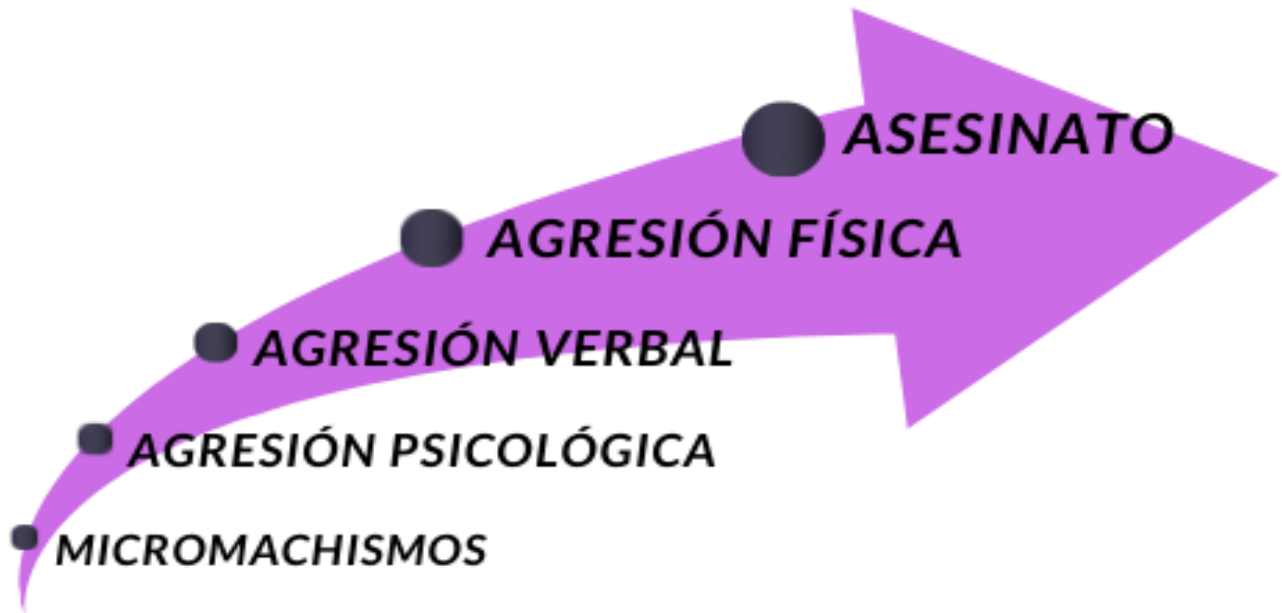 ASESINATO
AGRESIÓN FÍSICA
AGRESIÓN VERBAL
AGRESIÓN PSICOLÓGICA
MICROMACHISMOS